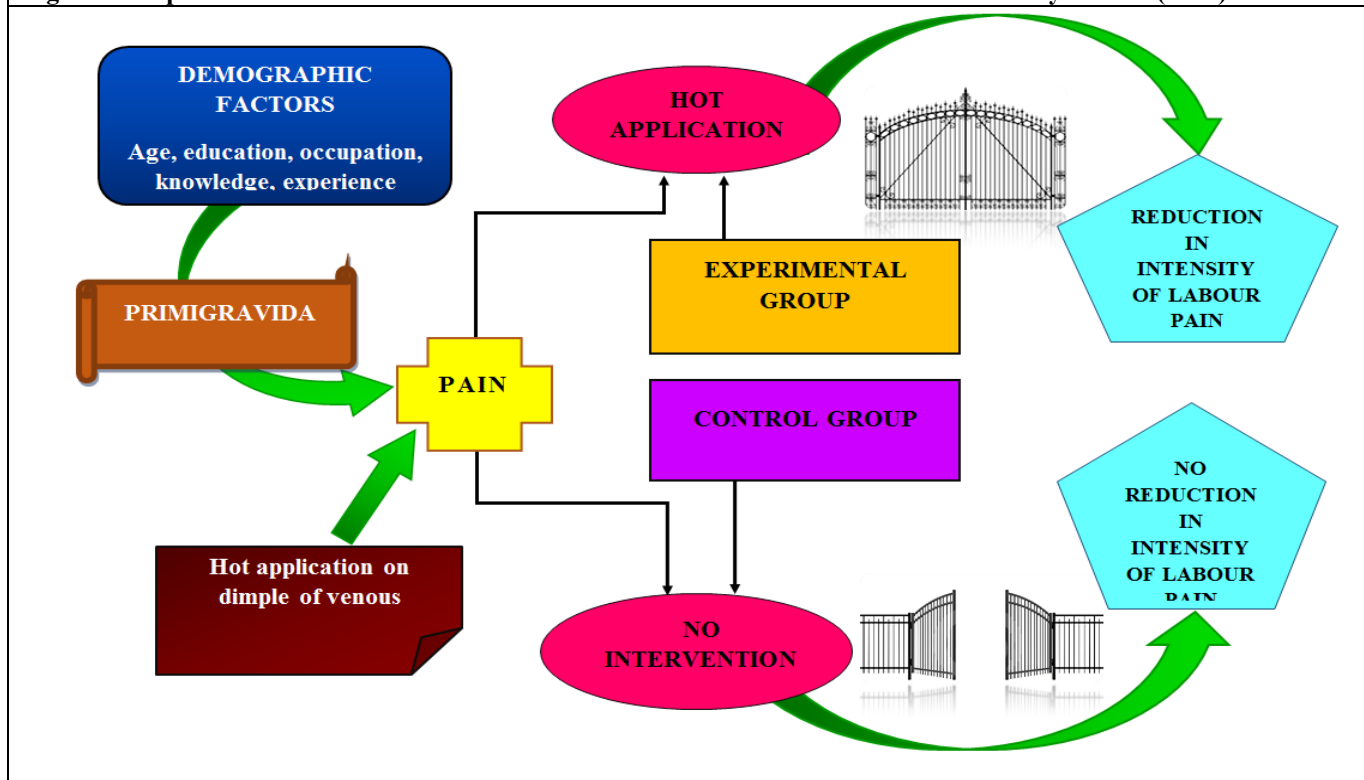 DEMOGRAPHIC
FACTORS
Age, education, occupation,
knowledge, experience
PRIMIGRAVIDA
PAIN
Hot application on
dimple of venous
HOT
APPLICATION
EXPERIMENTAL
GROUP
CONTROL GROUP
NO
INTERVENTION
REDUCTION
IN
INTENSITY
OF LABOUR
PAIN
NO
REDUCTION
IN
INTENSITY
OF LABOUR
PAIN